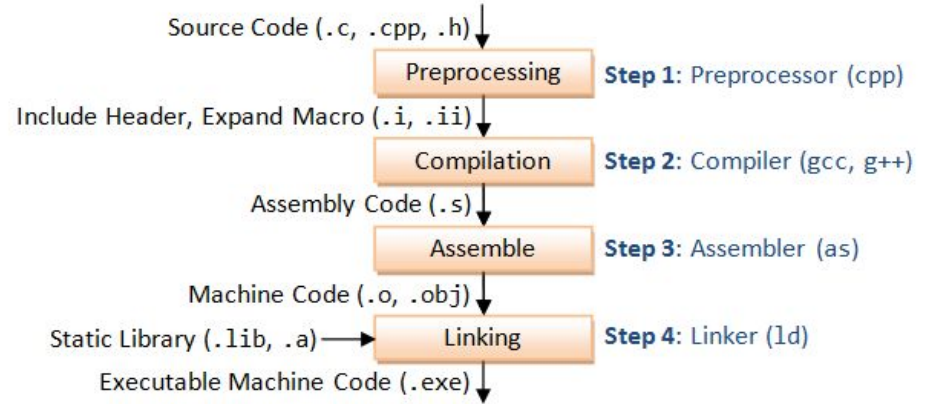 Source Code (.c, .cpp, .h)
Preprocessing
Step 1: Preprocessor (cpp)
Include Header, Expand Macro (.i, .ii)
Compilation
Step 2: Compiler (gcc, g++)
Assembly Code (.s)
Assemble
Step 3: Assembler (as)
Machine Code (.o, .obj)
Static Library (.lib, .a)
Linking
Step 4: Linker (ld)
Executable Machine Code (.exe)